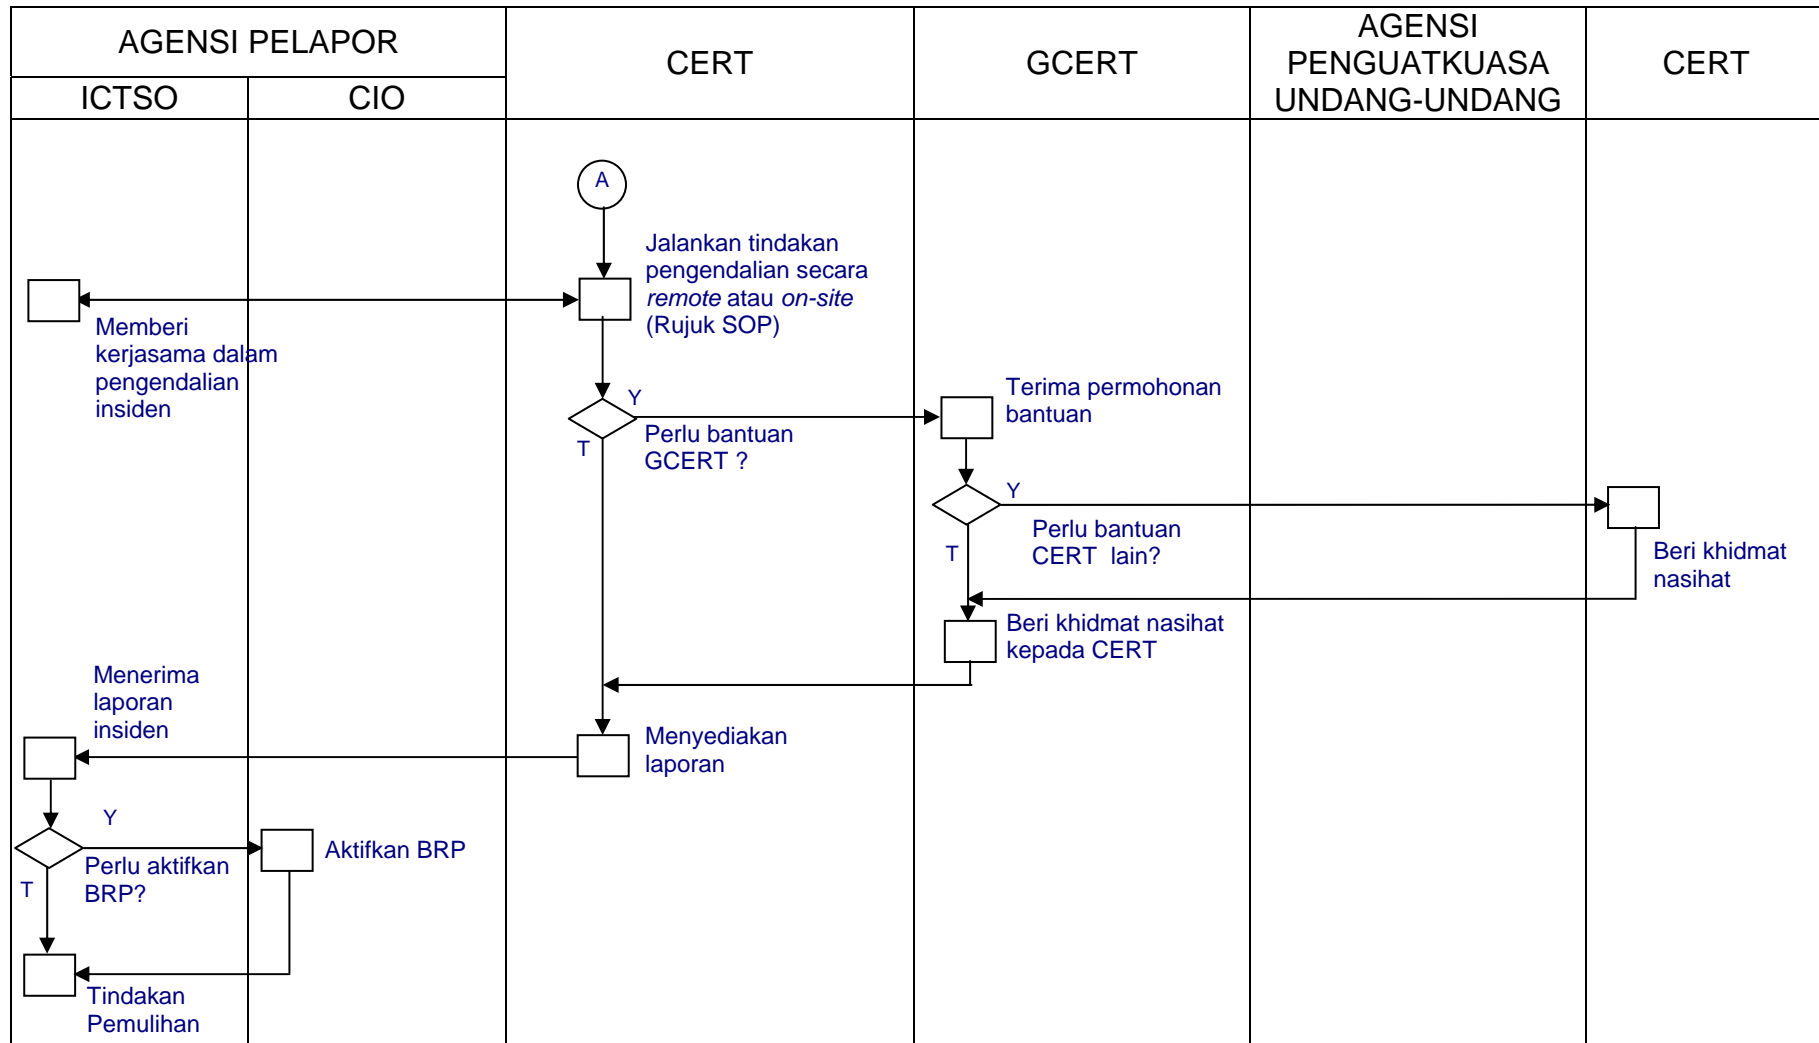 AGENSI PELAPOR
CERT
GCERT
AGENSI
PENGUATKUASA
UNDANG-UNDANG
CERT
ICTSO
CIO
A
Jalankan tindakan
pengendalian secara
remote atau on-site
(Rujuk SOP)
Memberi
kerjasama dalam
pengendalian
insiden
Y
T
Perlu bantuan
GCERT ?
Terima permohonan
bantuan
Y
T
Perlu bantuan
CERT lain?
Beri khidmat
nasihat
Beri khidmat nasihat
kepada CERT
Menerima
laporan
insiden
Menyediakan
laporan
Y
T
Perlu aktifkan
BRP?
Aktifkan BRP
Tindakan
Pemulihan